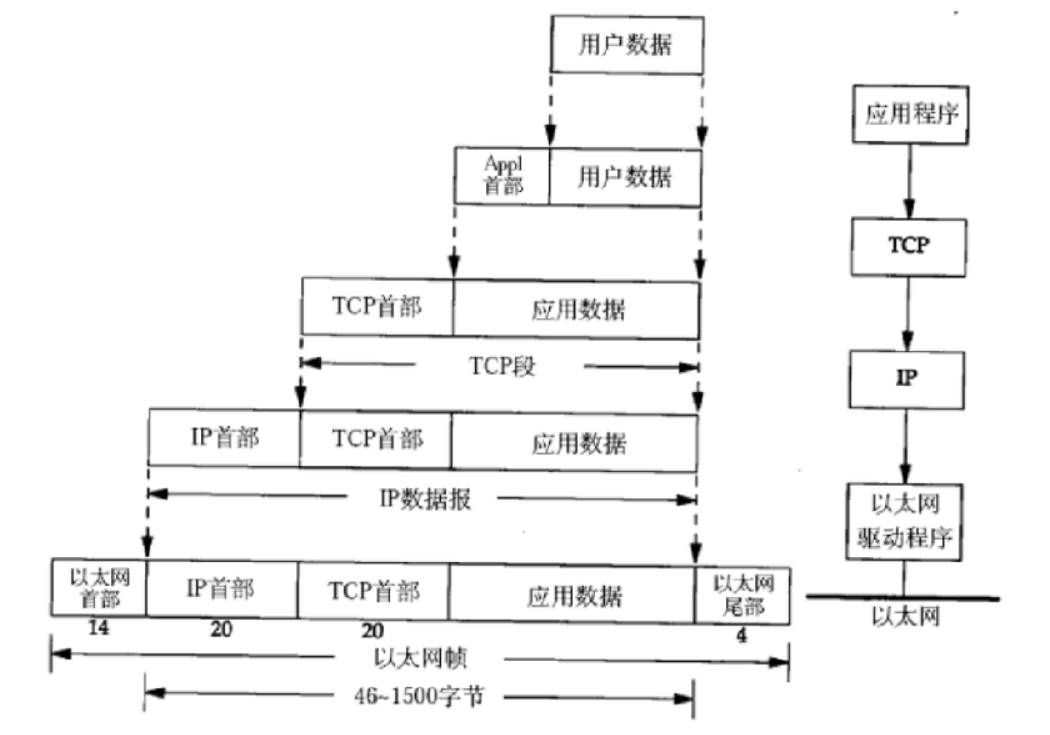 用户数据
应用程序
Appl
首部
用户数据
TCP
TCP首部
应用数据
TCP段
IP
IP首部
TCP首部
应用数据
IP数据报
以太网
驱动程序
以太网
首部
IP首部
TCP首部
应用数据
以太网
尾部
以太网
14
20
20
4
以太网帧
46~1500字节